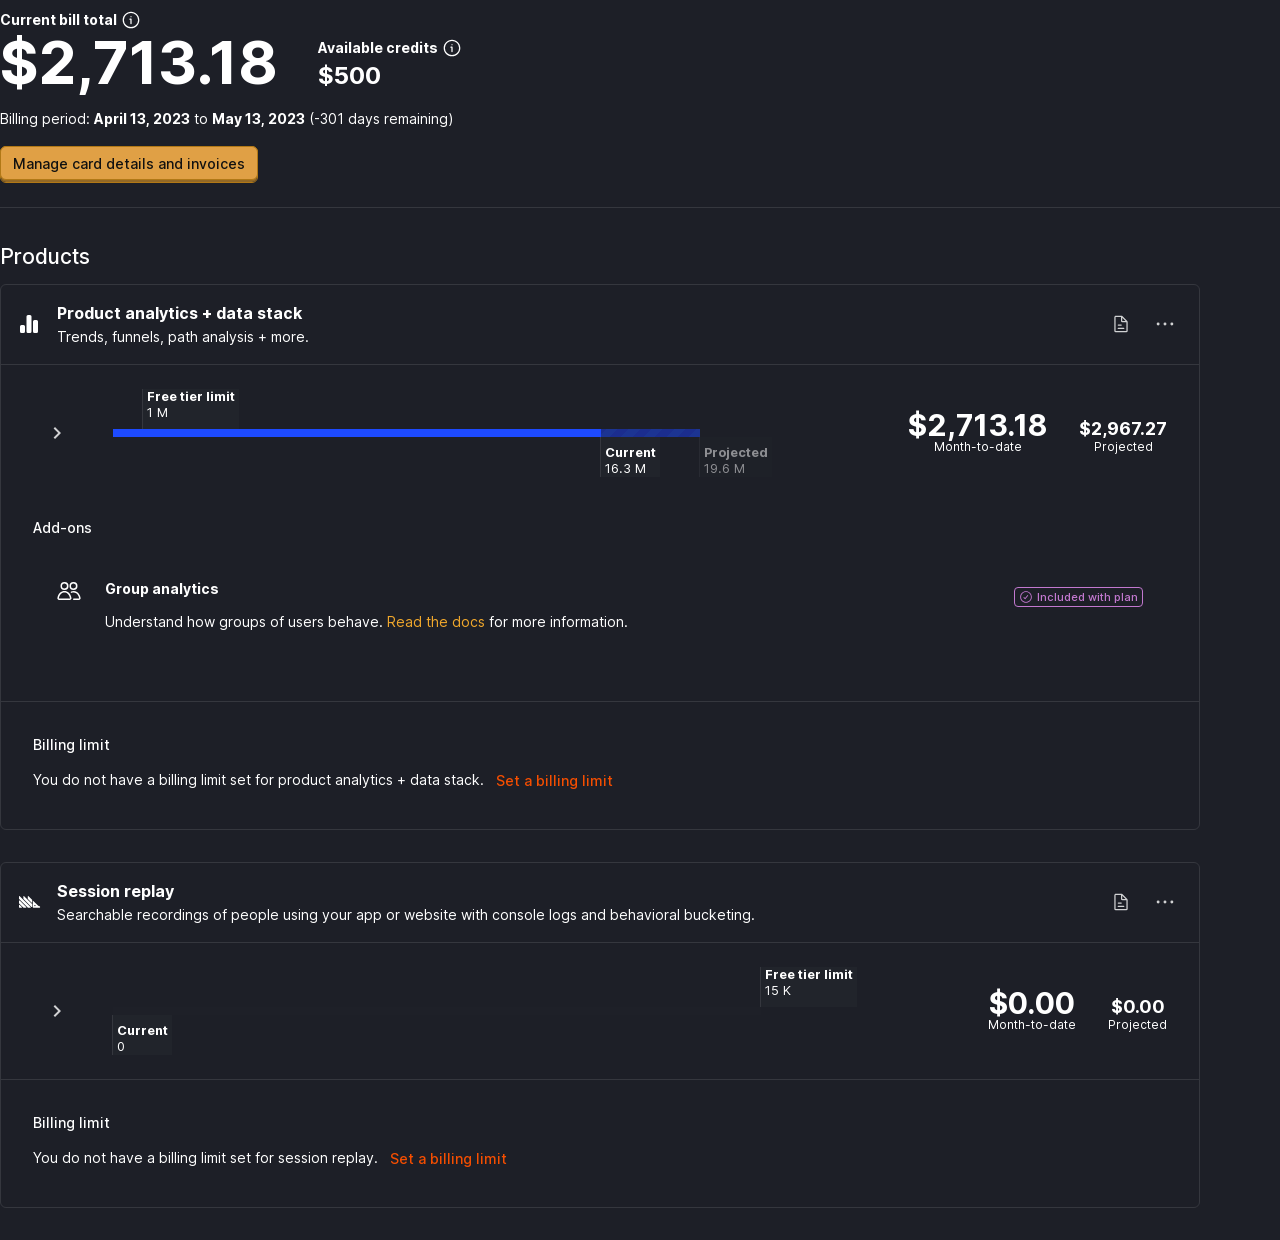 Current bill total
$2,713.18
Available credits
$500
Billing period: April 13, 2023 to May 13, 2023 (-301 days remaining)
Manage card details and invoices
Products
Product analytics + data stack
Trends, funnels, path analysis + more.
Free tier limit
1 M
Current
16.3 M
Projected
19.6 M
$2,713.18
Month-to-date
$2,967.27
Projected
Add-ons
Group analytics
Included with plan
Understand how groups of users behave. Read the docs for more information.
Billing limit
You do not have a billing limit set for product analytics + data stack. Set a billing limit
Session replay
Searchable recordings of people using your app or website with console logs and behavioral bucketing.
Free tier limit
15 K
Current
0
$0.00
Month-to-date
$0.00
Projected
Billing limit
You do not have a billing limit set for session replay. Set a billing limit